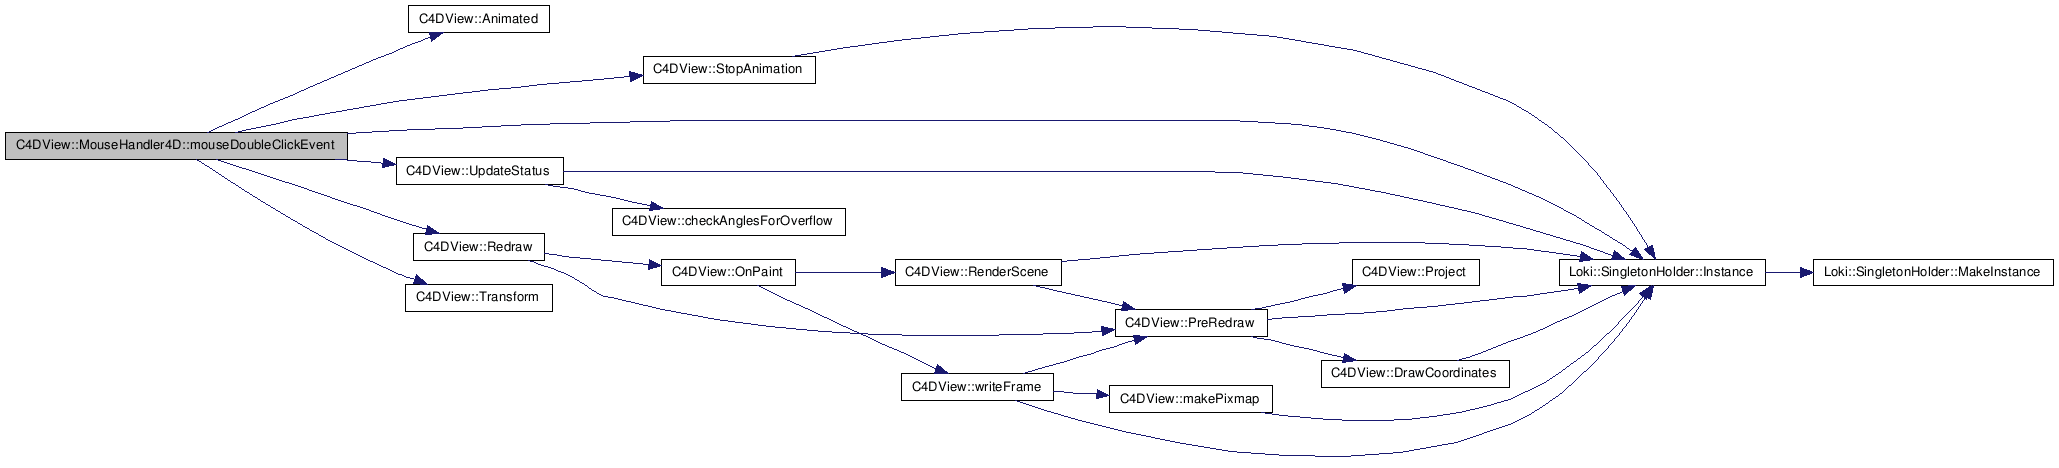 C4DView::Animated
C4DView::StopAnimation
C4DView::MouseHandler4D::mouseDoubleClickEvent
C4DView::UpdateStatus
C4DView::checkAnglesForOverflow
C4DView::Redraw
C4DView::OnPaint
C4DView::RenderScene
C4DView::Project
Loki::SingletonHolder::Instance
Loki::SingletonHolder::MakeInstance
C4DView::Transform
C4DView::PreRedraw
C4DView::DrawCoordinates
C4DView::writeFrame
C4DView::makePixmap